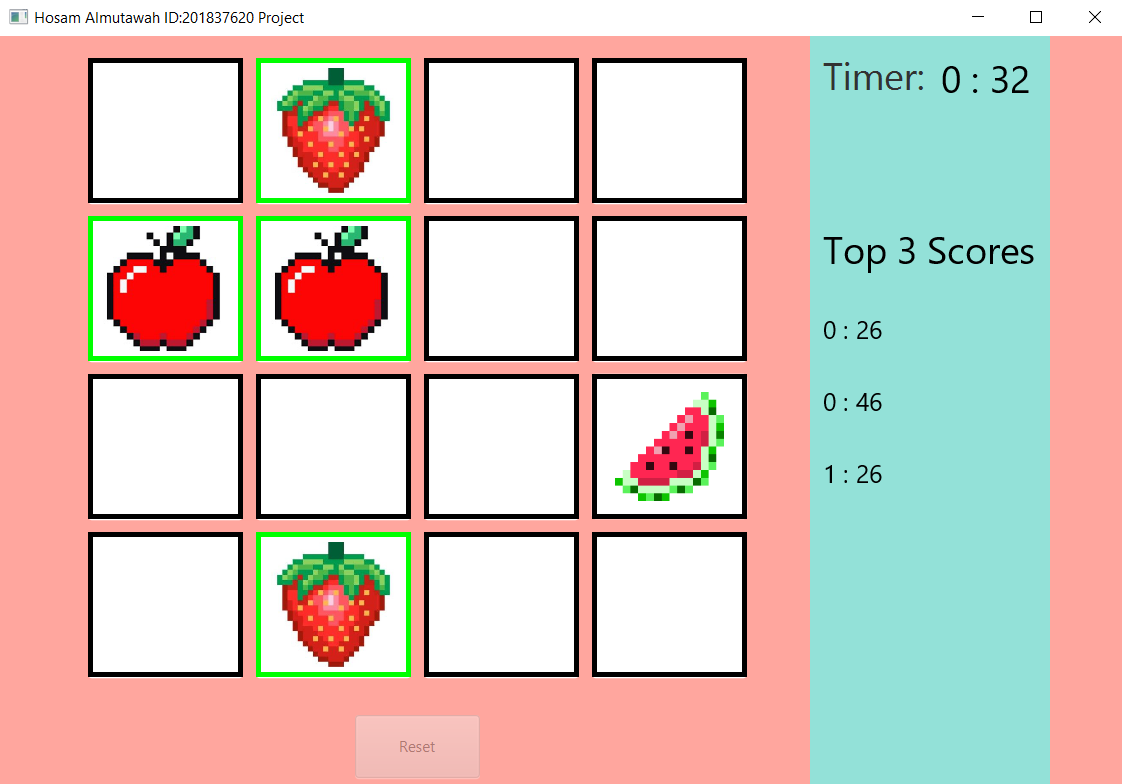 Hosam Almutawah ID:201837620 Project
Timer: 0 : 32
Top 3 Scores
0 : 26
0 : 46
1 : 26
Reset